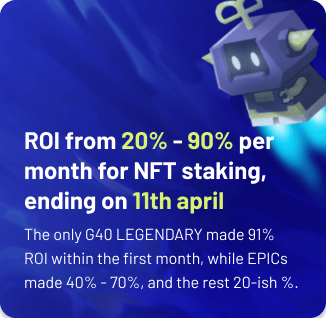 ROI from 20% - 90% per
month for NFT staking,
ending on 11th april
The only G40 LEGENDARY made 91%
ROI within the first month, while EPICs
made 40% - 70%, and the rest 20-ish %.